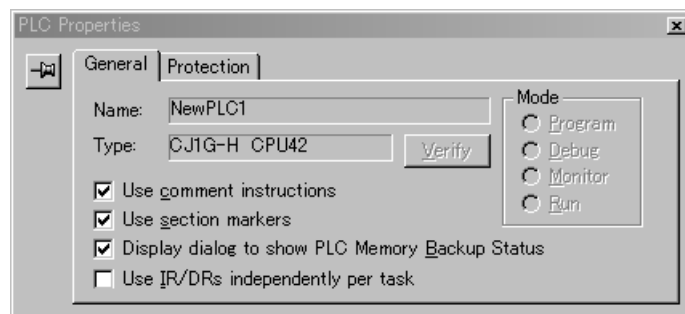 PLC Properties
General Protection
Name: NewPLC1
Type: CJ1G-H CPU42 Verify
Mode
Program
Debug
Monitor
Run
Use comment instructions
Use section markers
Display dialog to show PLC Memory Backup Status
Use IR/DRs independently per task